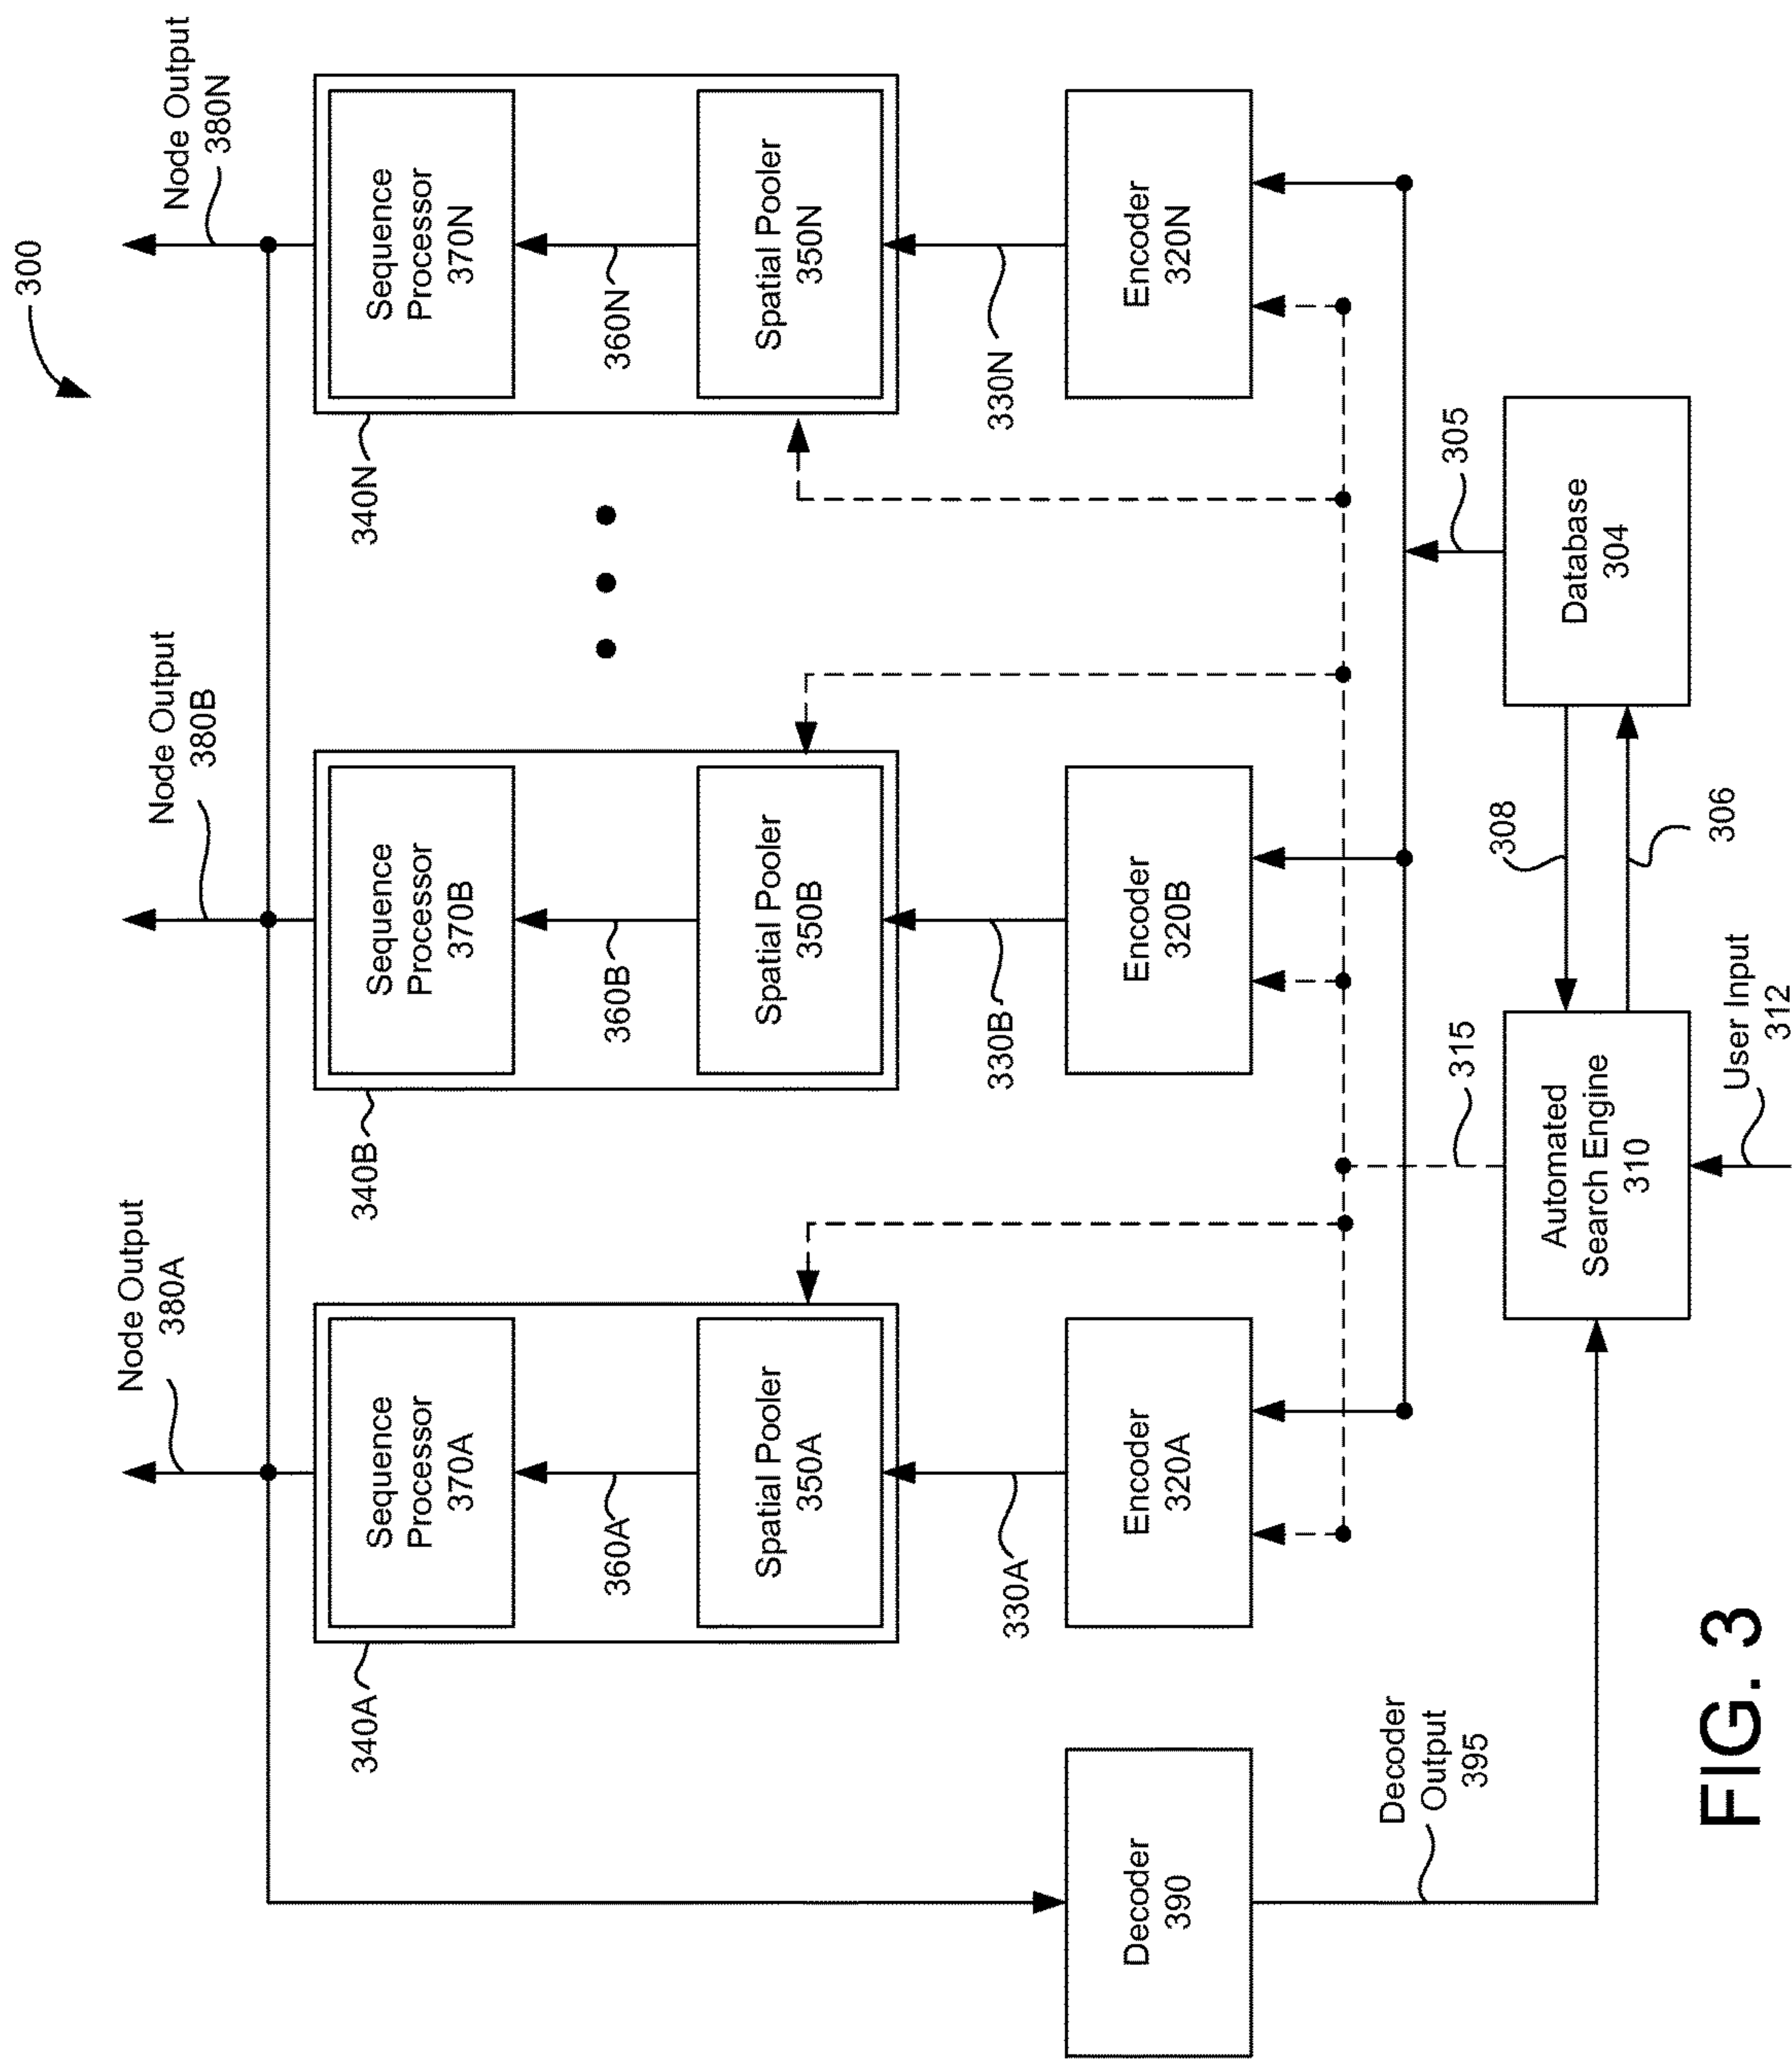 300
Node Output
380A
Node Output
380B
Node Output
380N
340A
Sequence
Processor
370A
360A
Spatial Pooler
350A
340B
Sequence
Processor
370B
360B
Spatial Pooler
350B
340N
Sequence
Processor
370N
360N
Spatial Pooler
350N
330A
330B
330N
Decoder
390
Encoder
320A
Encoder
320B
Encoder
320N
Decoder
Output
395
315
305
Automated
Search Engine
310
308
306
Database
304
User Input
312
FIG. 3